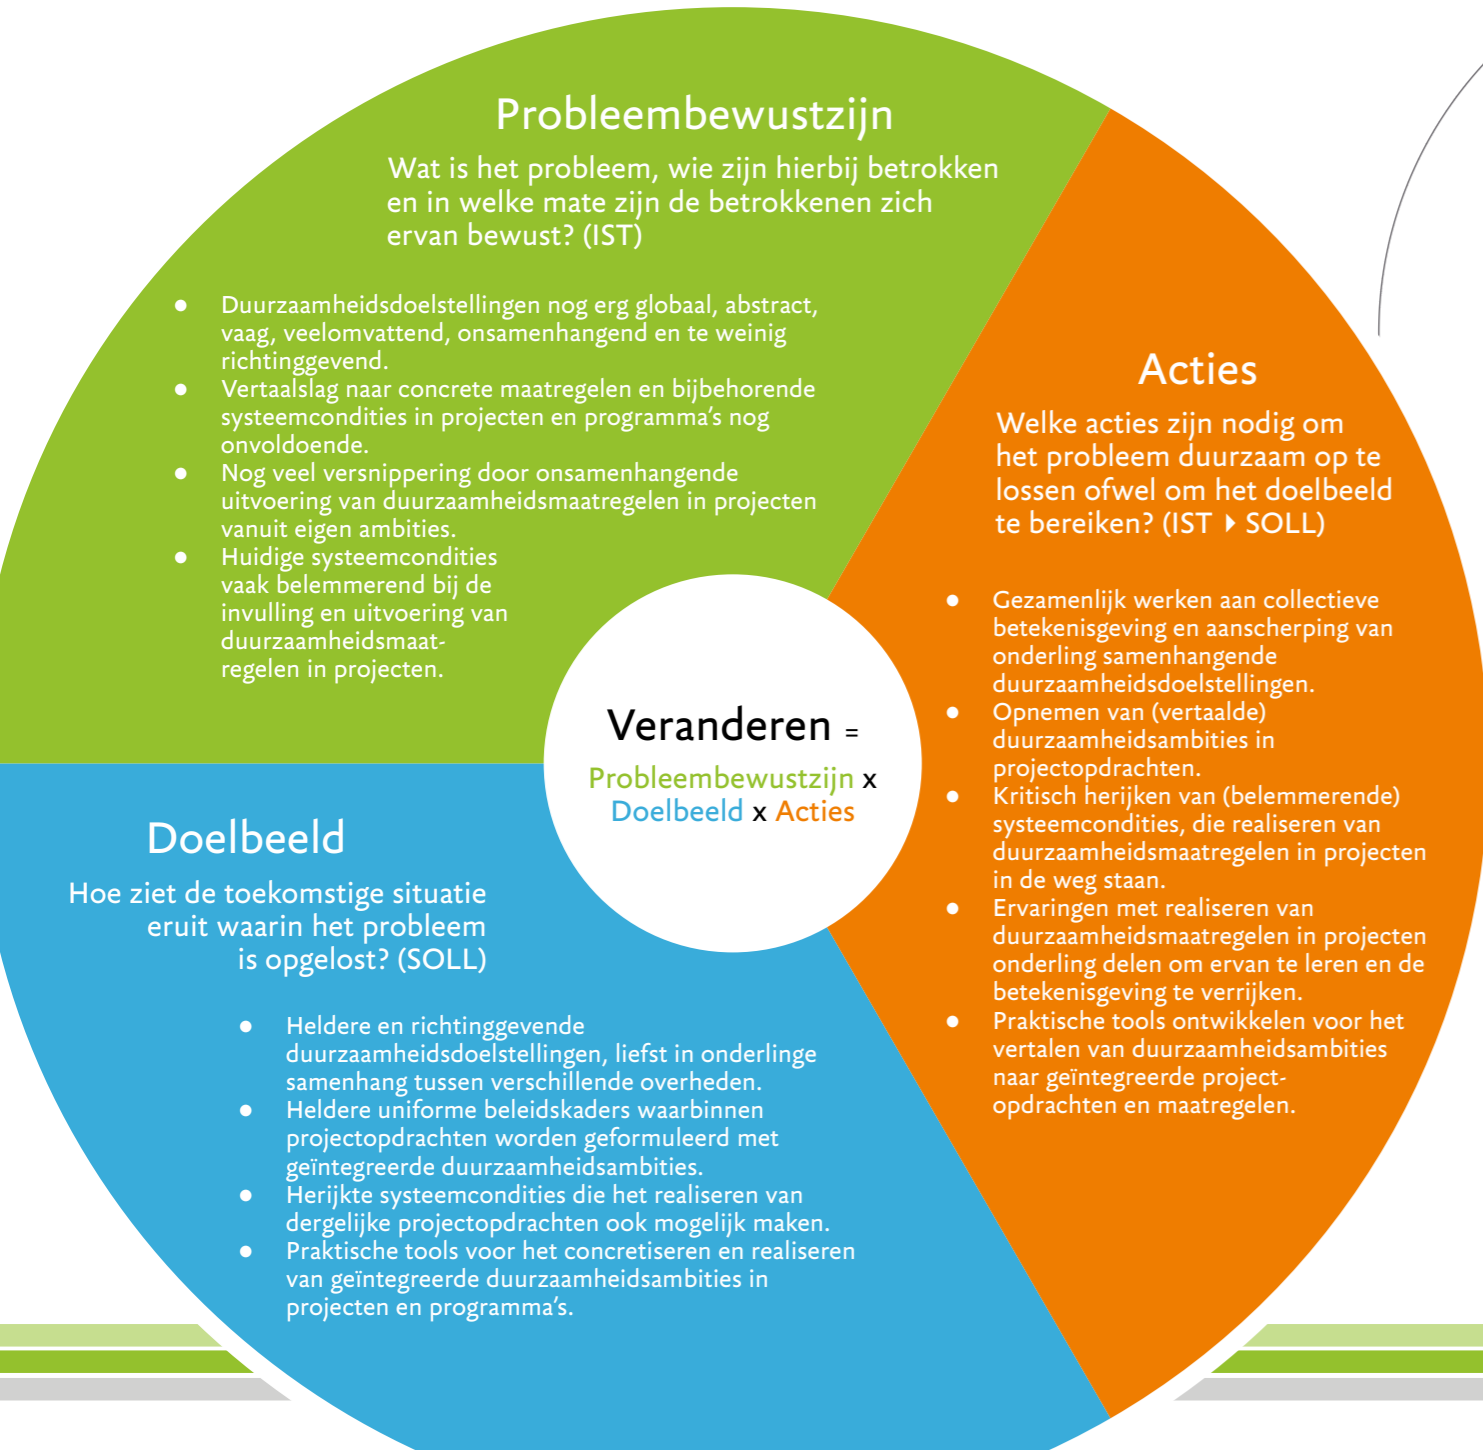 Probleembewustzijn
Wat is het probleem, wie zijn hierbij betrokken
en in welke mate zijn de betrokkenen zich
ervan bewust? (IST)
● Duurzaamheidsdoelstellingen nog erg globaal, abstract,
vaag, veelomvattend, onsamenhangend en te weinig
richtinggevend.
● Vertaalslag naar concrete maatregelen en bijbehorende
systeemcondities in projecten en programma’s nog
onvoldoende.
● Nog veel versnippering door onsamenhangende
uitvoering van duurzaamheidsmaatregelen in projecten
vanuit eigen ambities.
● Huidige systeemcondities
vaak belemmerend bij de
invulling en uitvoering van
duurzaamheidsmaat-
regelen in projecten.
Acties
Welke acties zijn nodig om
het probleem duurzaam op te
lossen ofwel om het doelbeeld
te bereiken? (IST ▸ SOLL)
● Gezamenlijk werken aan collectieve
betekenisgeving en aanscherping van
onderling samenhangende
duurzaamheidsdoelstellingen.
● Opnemen van (vertaalde)
duurzaamheidsambities in
projectopdrachten.
● Kritisch herijken van (belemmerende)
systeemcondities, die realiseren van
duurzaamheidsmaatregelen in projecten
in de weg staan.
● Ervaringen met realiseren van
duurzaamheidsmaatregelen in projecten
onderling delen om ervan te leren en de
betekenisgeving te verrijken.
● Praktische tools ontwikkelen voor het
vertalen van duurzaamheidsambities
naar geïntegreerde project-
opdrachten en maatregelen.
Veranderen =
Probleembewustzijn x
Doelbeeld x Acties
Doelbeeld
Hoe ziet de toekomstige situatie
eruit waarin het probleem
is opgelost? (SOLL)
● Heldere en richtinggevende
duurzaamheidsdoelstellingen, liefst in onderlinge
samenhang tussen verschillende overheden.
● Heldere uniforme beleidskaders waarbinnen
projectopdrachten worden geformuleerd met
geïntegreerde duurzaamheidsambities.
● Herijkte systeemcondities die het realiseren van
dergelijke projectopdrachten ook mogelijk maken.
● Praktische tools voor het concretiseren en realiseren
van geïntegreerde duurzaamheidsambities in
projecten en programma’s.